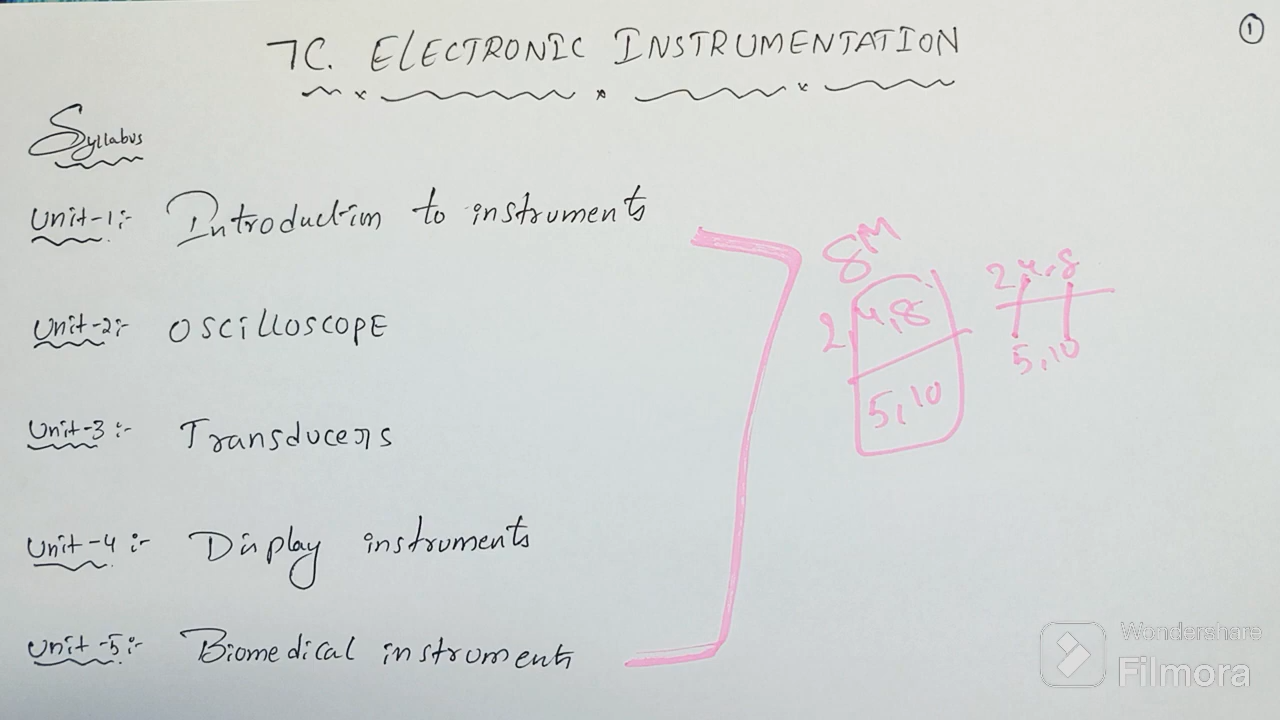 7C. ELECTRONIC INSTRUMENTATION
1
Syllabus
Unit-1:- Introduction to instruments
Unit-2:- OSCILLOSCOPE
Unit-3:- Transducers
Unit-4:- Display instruments
Unit-5:- Biomedical instruments
8M
2,4,8
5,10
2,4,8
5,10
Wondershare
Filmora